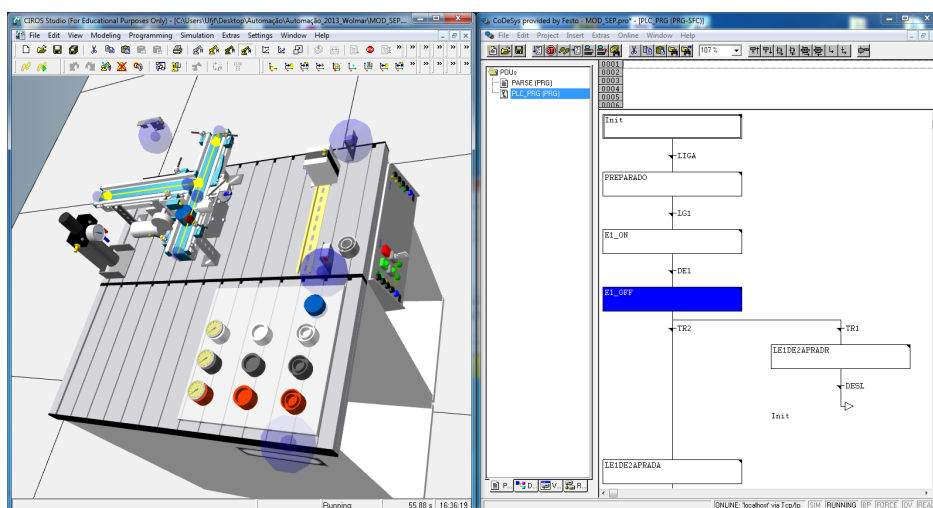 CIROS Studio (For Educational Purposes Only) - [C:\Users\Ufjf\Desktop\Automação\Automação_2013_Wolmar\MOD_SEP...
File Edit View Modeling Programming Simulation Extras Settings Window Help
Running 55.88 s 16:36:19
CoDeSys provided by Festo - MOD_SEP.pro* - [PLC_PRG (PRG-SFC)]
File Edit Project Insert Extras Online Window Help
107 %
POUs
PARSE (PRG)
PLC_PRG (PRG)
P... D... V... R...
0001
0002
0003
0004
0005
0006
Init
LIGA
PREPARADO
LG1
E1_ON
DE1
E1_OFF
TR2
TR1
LE1DE2APRADR
DESL
Init
LE1DE2APRADA
ONLINE: 'localhost' via Tcp/Ip SIM RUNNING BP FORCE OV READ